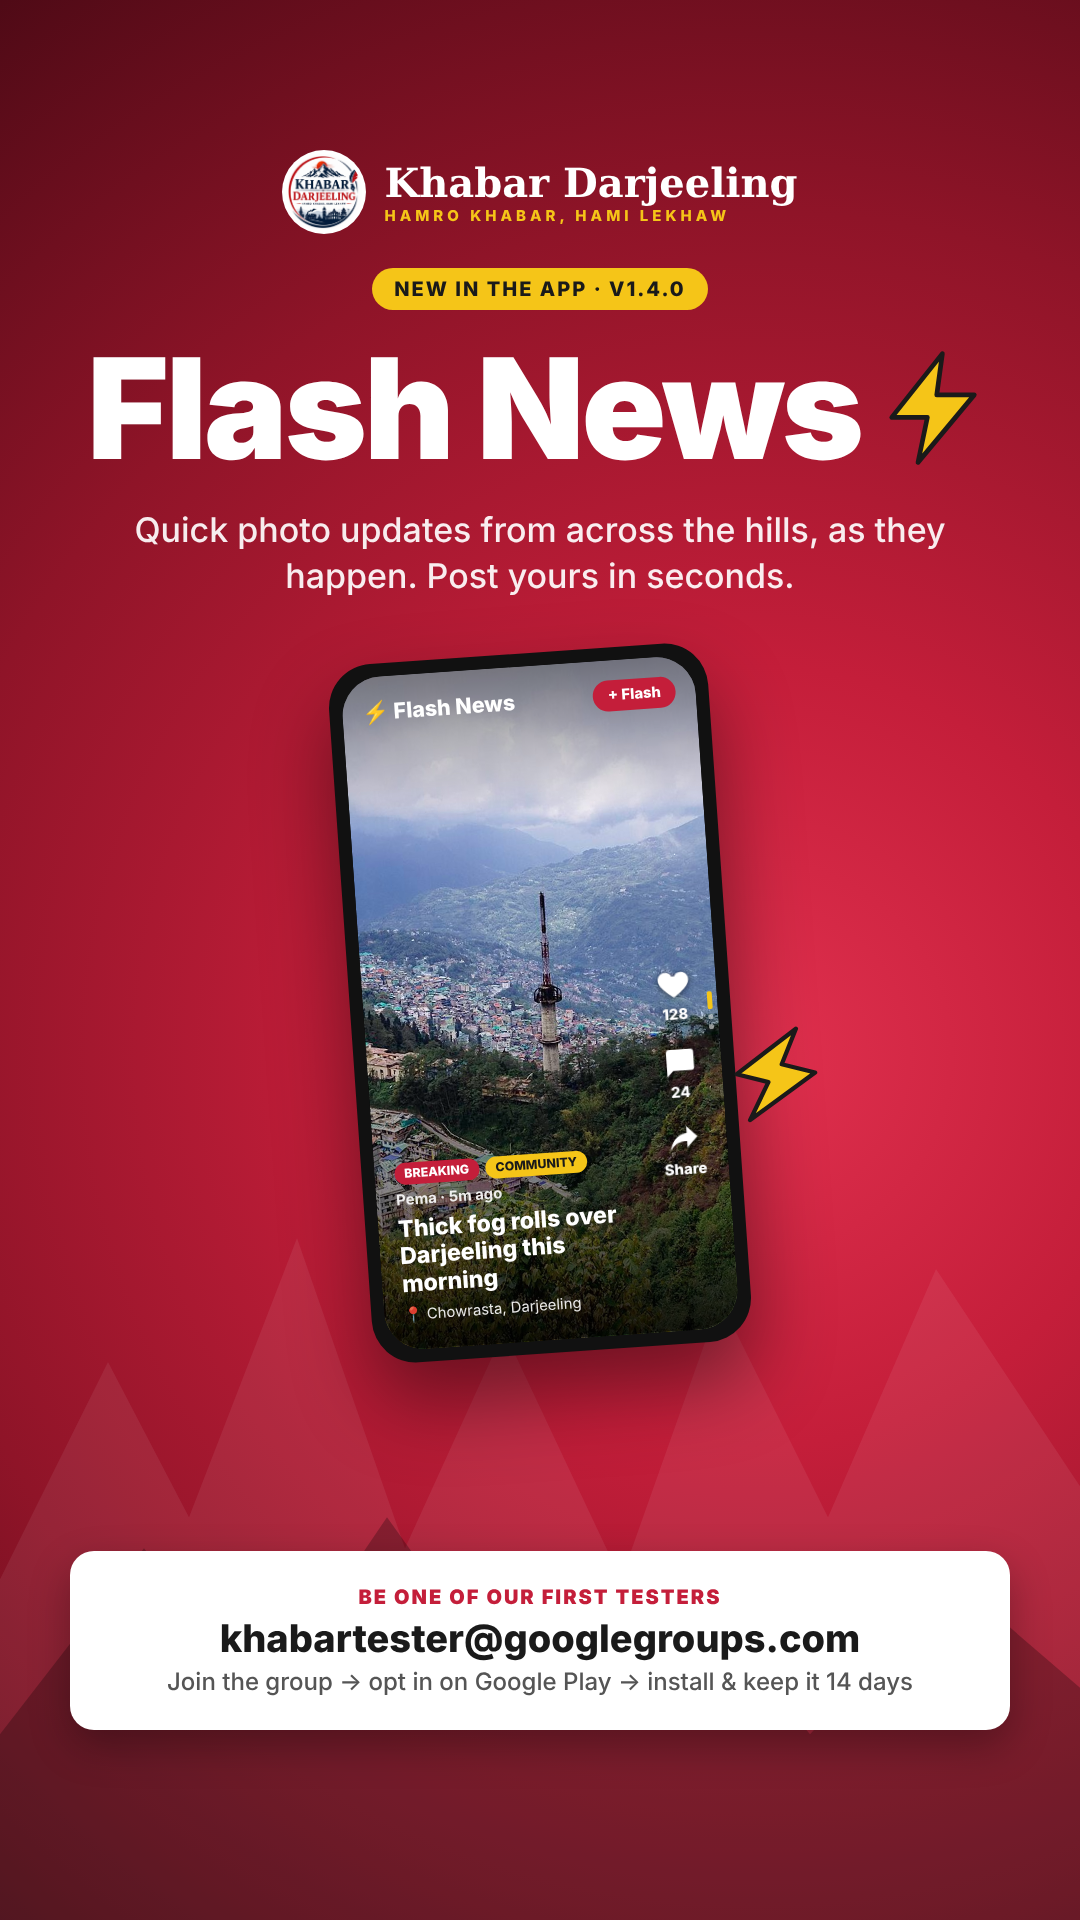 KHABAR
DARJEELING
Khabar Darjeeling
HAMRO KHABAR, HAMI LEKHAW
NEW IN THE APP · V1.4.0
Flash News
Quick photo updates from across the hills, as they
happen. Post yours in seconds.
⚡ Flash News
+ Flash
128
24
Share
BREAKING
COMMUNITY
Pema · 5m ago
Thick fog rolls over
Darjeeling this
morning
📍 Chowrasta, Darjeeling
BE ONE OF OUR FIRST TESTERS
khabartester@googlegroups.com
Join the group → opt in on Google Play → install & keep it 14 days